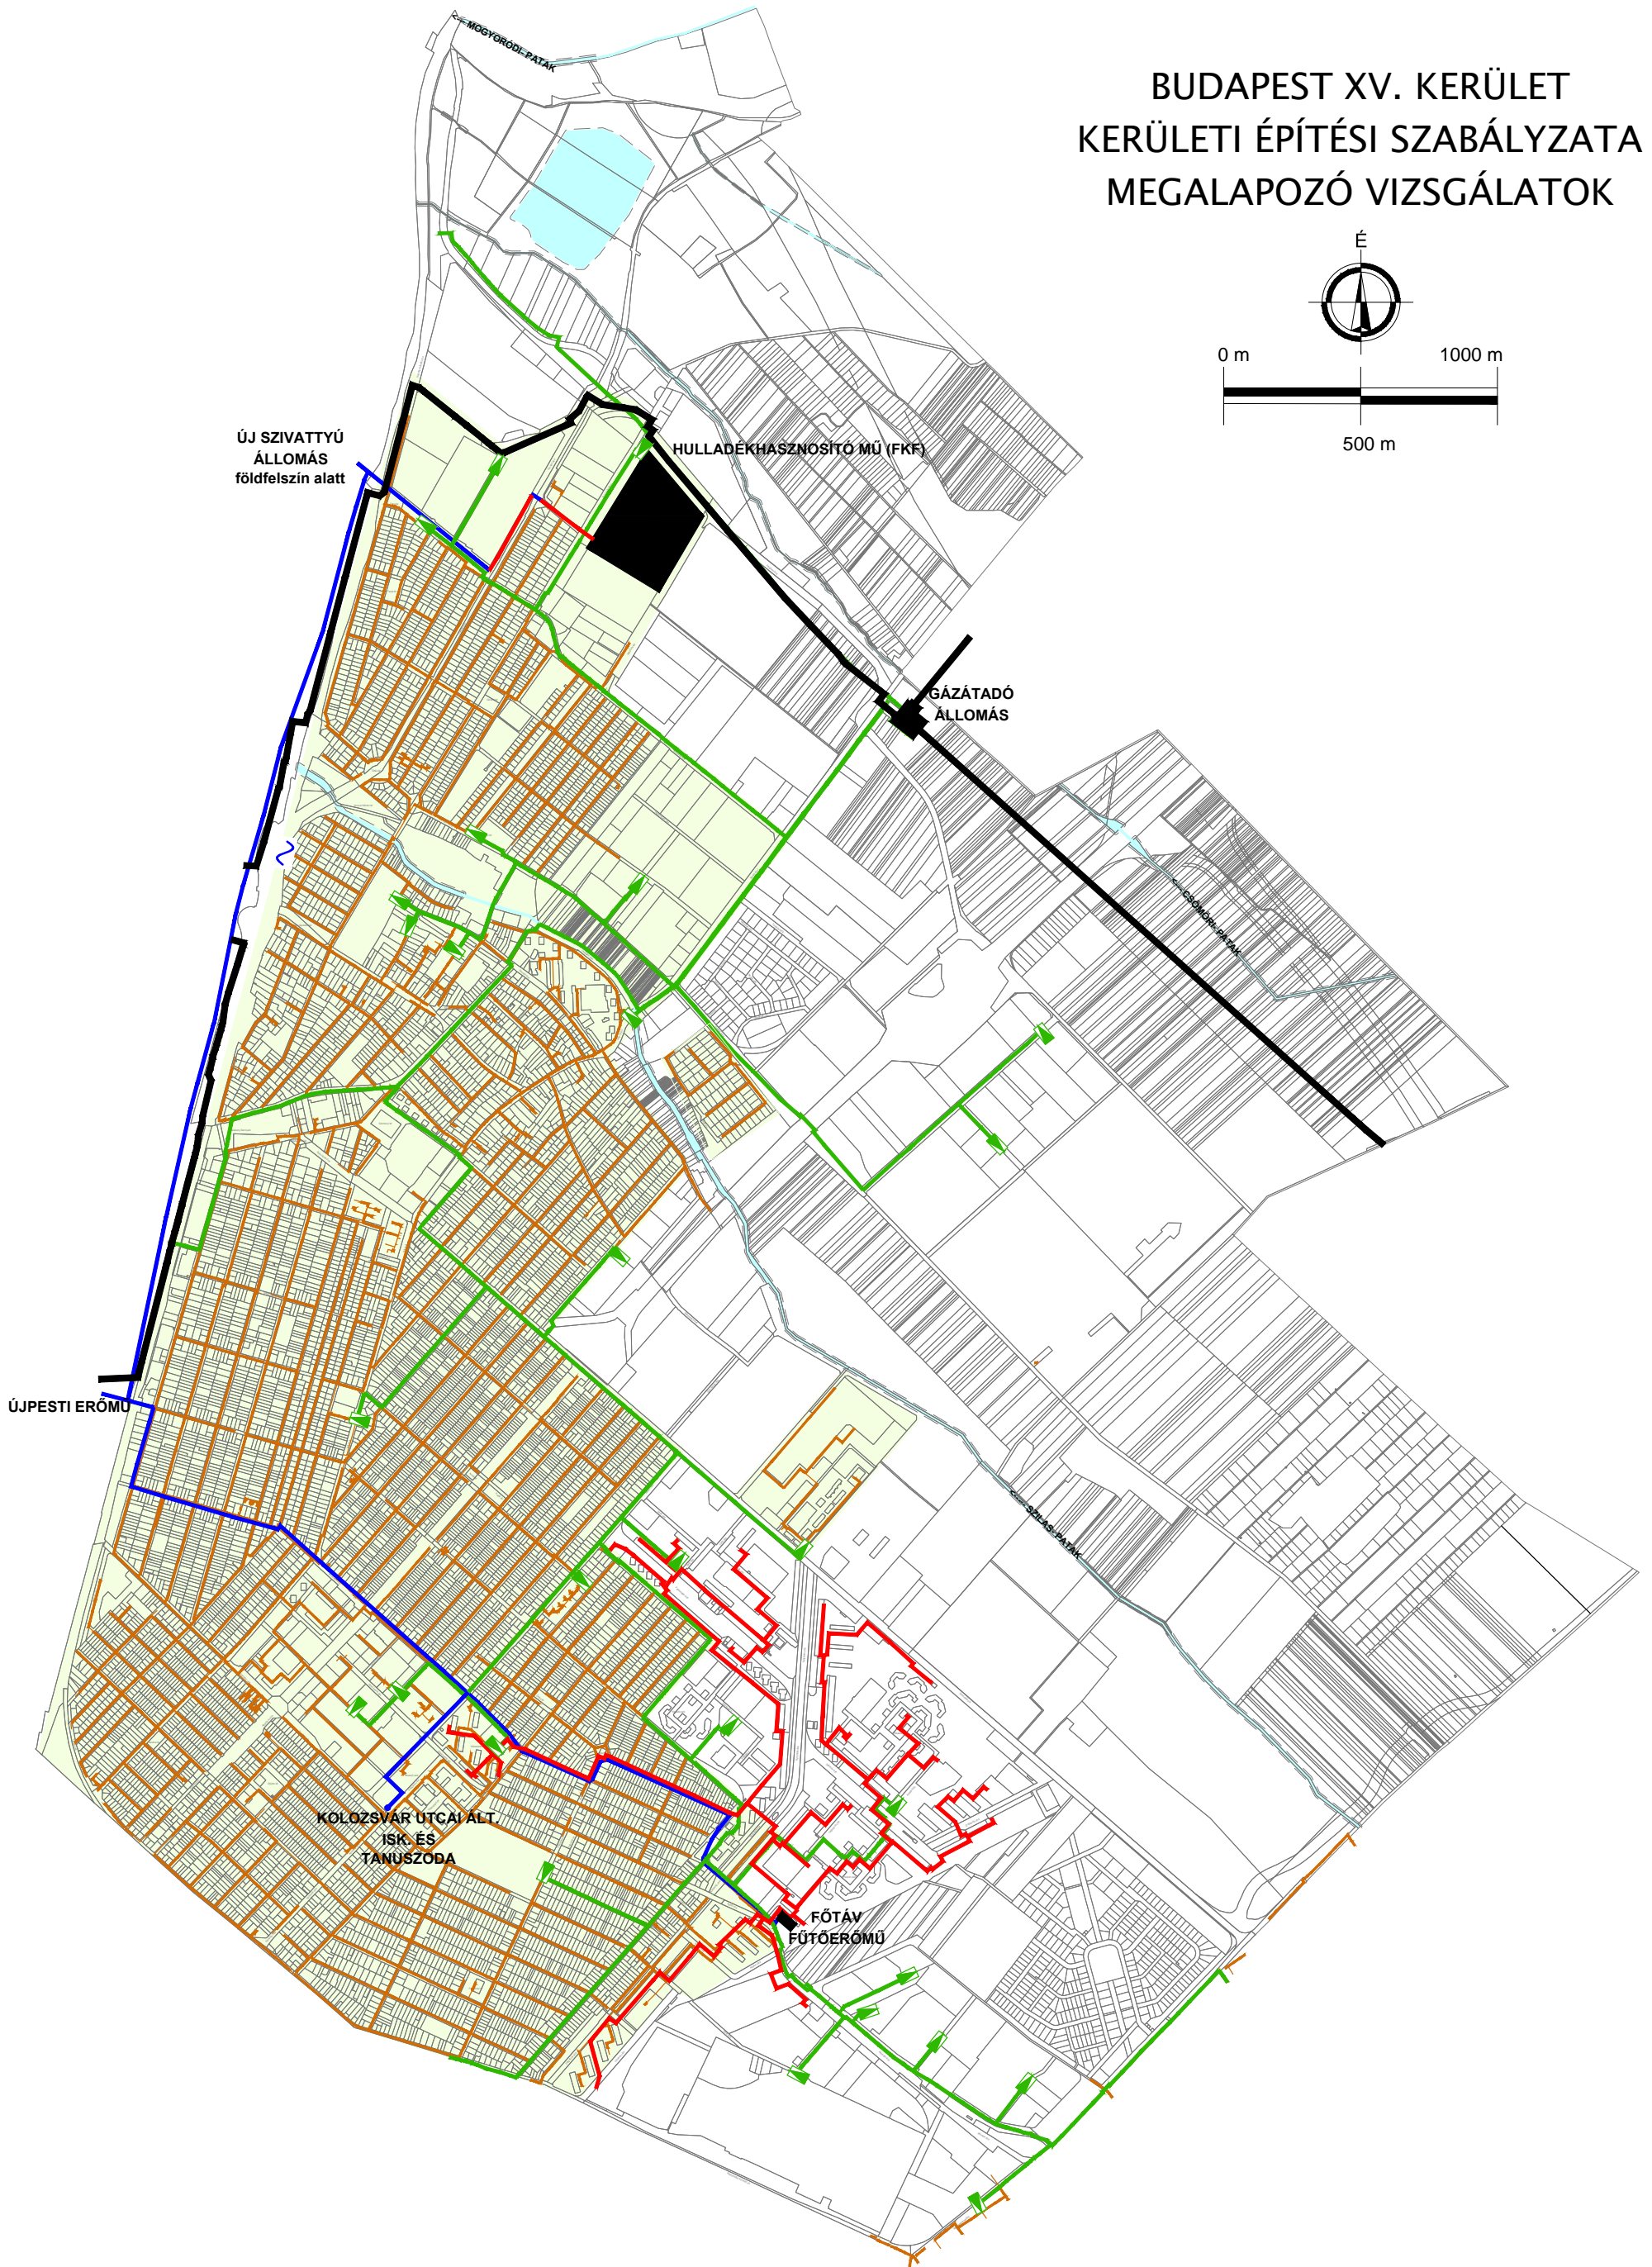 BUDAPEST XV. KERÜLET
KERÜLETI ÉPÍTÉSI SZABÁLYZATA
MEGALAPOZÓ VIZSGÁLATOK
É
0 m
1000 m
500 m
<-- MOGYORÓDI-PATAK
ÚJ SZIVATTYÚ
ÁLLOMÁS
földfelszín alatt
HULLADÉKHASZNOSÍTÓ MŰ (FKF)
GÁZÁTADÓ
ÁLLOMÁS
<-- CSÖMÖRI-PATAK
ÚJPESTI ERŐMŰ
<-- SZILAS-PATAK
KOLOZSVÁR UTCAI ÁLT.
ISK. ÉS
TANUSZODA
FŐTÁV
FŰTŐERŐMŰ